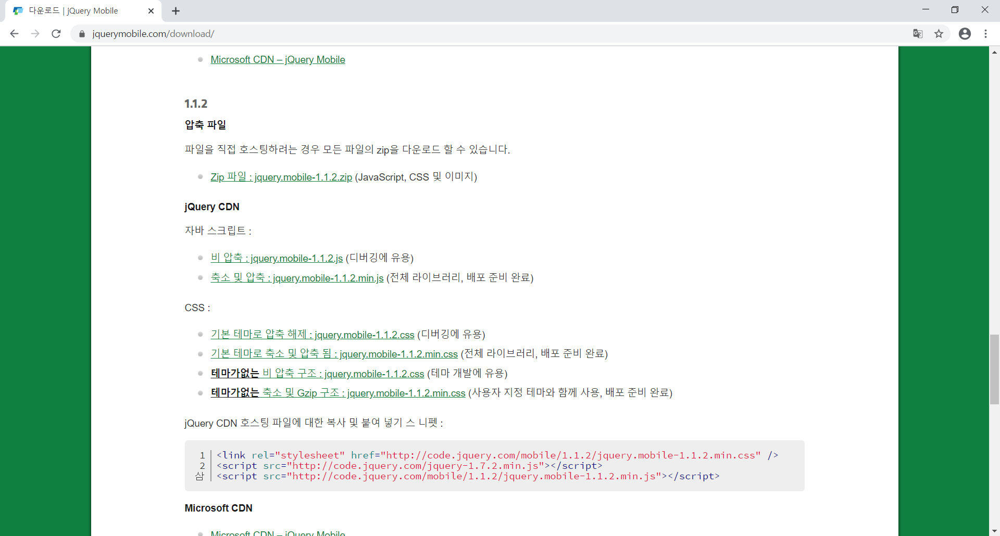 다운로드 | jQuery Mobile
jquerymobile.com/download/
Microsoft CDN – jQuery Mobile
1.1.2
압축 파일
파일을 직접 호스팅하려는 경우 모든 파일의 zip을 다운로드 할 수 있습니다.
Zip 파일 : jquery.mobile-1.1.2.zip (JavaScript, CSS 및 이미지)
jQuery CDN
자바 스크립트 :
비 압축 : jquery.mobile-1.1.2.js (디버깅에 유용)
축소 및 압축 : jquery.mobile-1.1.2.min.js (전체 라이브러리, 배포 준비 완료)
CSS :
기본 테마로 압축 해제 : jquery.mobile-1.1.2.css (디버깅에 유용)
기본 테마로 축소 및 압축 됨 : jquery.mobile-1.1.2.min.css (전체 라이브러리, 배포 준비 완료)
테마가없는 비 압축 구조 : jquery.mobile-1.1.2.css (테마 개발에 유용)
테마가없는 축소 및 Gzip 구조 : jquery.mobile-1.1.2.min.css (사용자 지정 테마와 함께 사용, 배포 준비 완료)
jQuery CDN 호스팅 파일에 대한 복사 및 붙여 넣기 스 니펫 :
1 <link rel="stylesheet" href="http://code.jquery.com/mobile/1.1.2/jquery.mobile-1.1.2.min.css" />
2 <script src="http://code.jquery.com/jquery-1.7.2.min.js"></script>
삼 <script src="http://code.jquery.com/mobile/1.1.2/jquery.mobile-1.1.2.min.js"></script>
Microsoft CDN
Microsoft CDN – jQuery Mobile